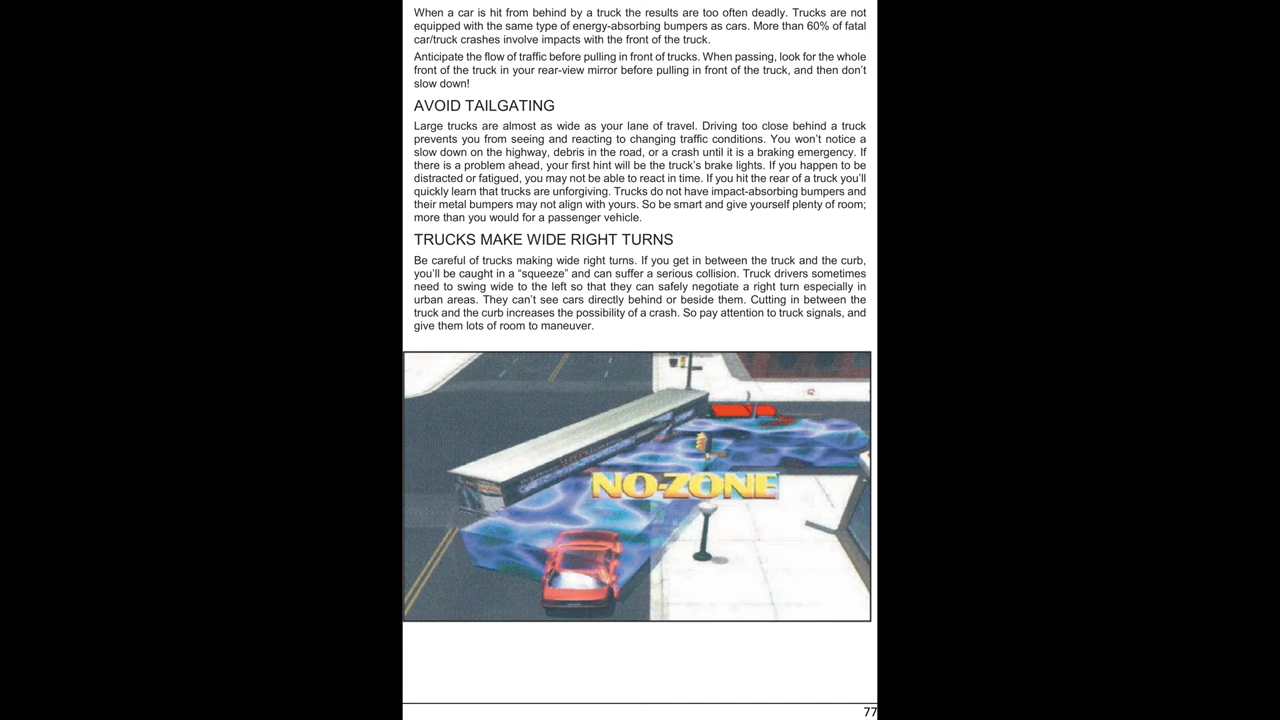 When a car is hit from behind by a truck the results are too often deadly. Trucks are not
equipped with the same type of energy-absorbing bumpers as cars. More than 60% of fatal
car/truck crashes involve impacts with the front of the truck.
Anticipate the flow of traffic before pulling in front of trucks. When passing, look for the whole
front of the truck in your rear-view mirror before pulling in front of the truck, and then don’t
slow down!
AVOID TAILGATING
Large trucks are almost as wide as your lane of travel. Driving too close behind a truck
prevents you from seeing and reacting to changing traffic conditions. You won’t notice a
slow down on the highway, debris in the road, or a crash until it is a braking emergency. If
there is a problem ahead, your first hint will be the truck’s brake lights. If you happen to be
distracted or fatigued, you may not be able to react in time. If you hit the rear of a truck you’ll
quickly learn that trucks are unforgiving. Trucks do not have impact-absorbing bumpers and
their metal bumpers may not align with yours. So be smart and give yourself plenty of room;
more than you would for a passenger vehicle.
TRUCKS MAKE WIDE RIGHT TURNS
Be careful of trucks making wide right turns. If you get in between the truck and the curb,
you’ll be caught in a “squeeze” and can suffer a serious collision. Truck drivers sometimes
need to swing wide to the left so that they can safely negotiate a right turn especially in
urban areas. They can’t see cars directly behind or beside them. Cutting in between the
truck and the curb increases the possibility of a crash. So pay attention to truck signals, and
give them lots of room to maneuver.
NO-ZONE
77